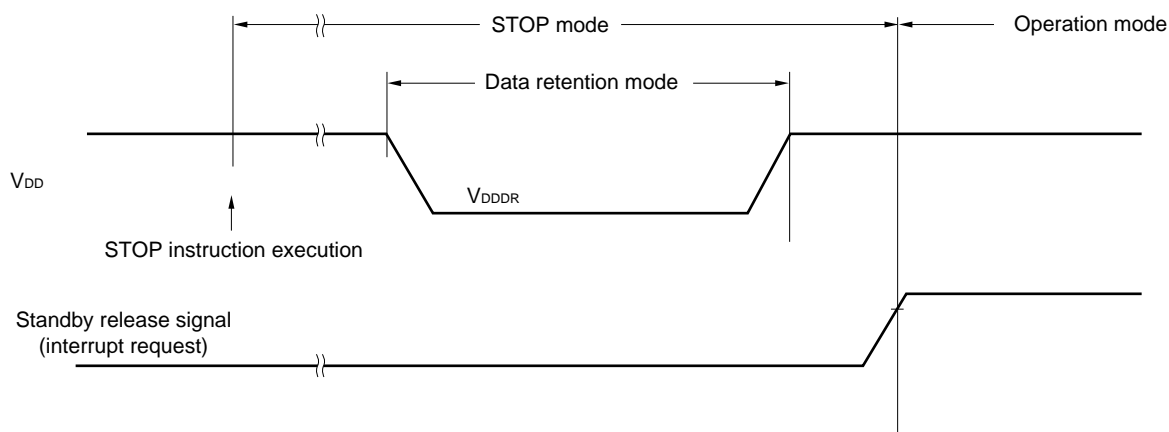 STOP mode
Operation mode
Data retention mode
VDD
VDDDR
STOP instruction execution
Standby release signal
(interrupt request)